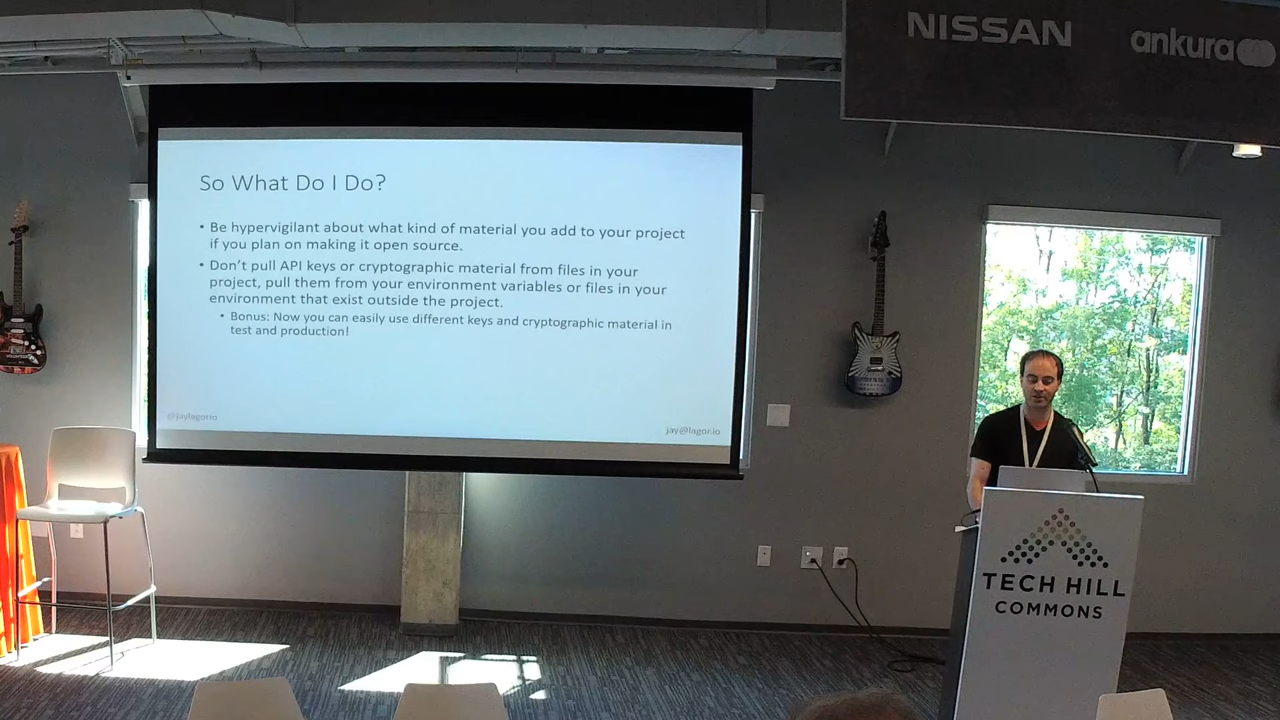 NISSAN
ankura
So What Do I Do?
• Be hypervigilant about what kind of material you add to your project
if you plan on making it open source.
• Don't pull API keys or cryptographic material from files in your
project, pull them from your environment variables or files in your
environment that exist outside the project.
• Bonus: Now you can easily use different keys and cryptographic material in
test and production!
@jaylagorio
jay@lagor.io
TECH HILL
COMMONS